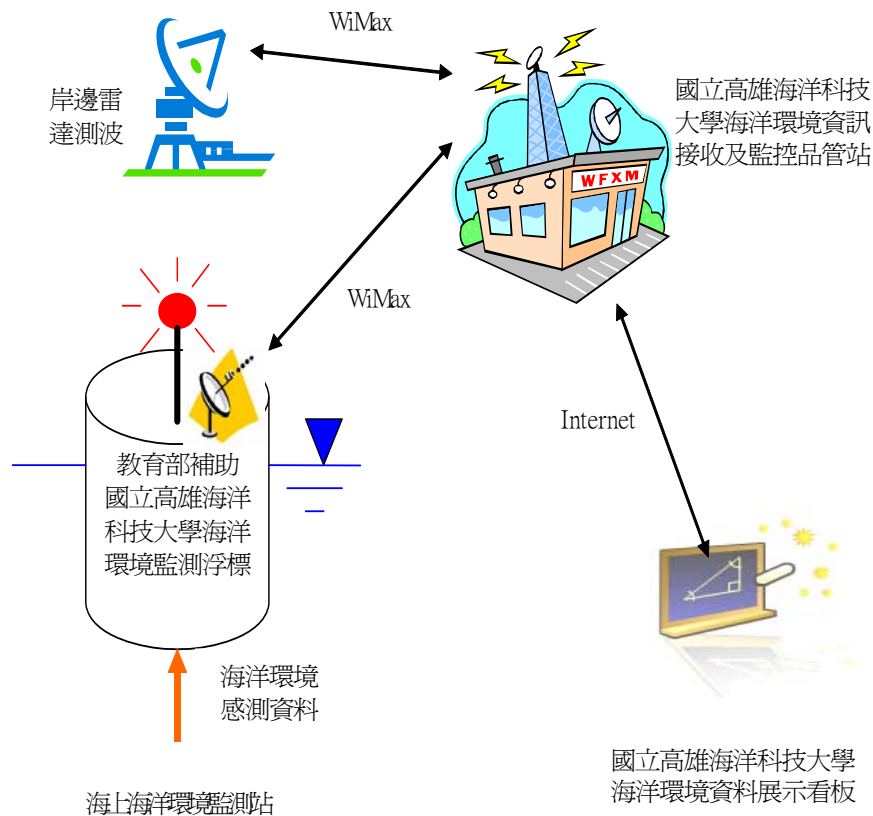 WiMax
岸邊雷
達測波
國立高雄海洋科技
大學海洋環境資訊
接收及監控品管站
WFXM
WiMax
Internet
教育部補助
國立高雄海洋
科技大學海洋
環境監測浮標
海洋環境
感測資料
海上海洋環境監測站
國立高雄海洋科技大學
海洋環境資料展示看板